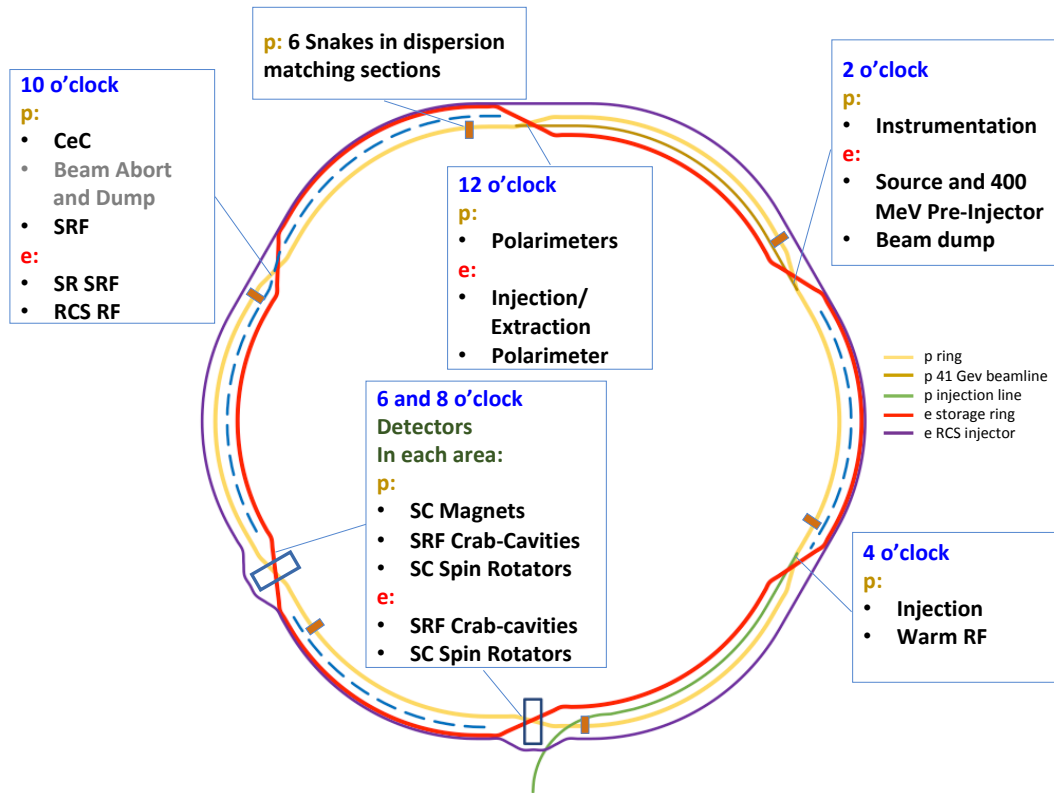 p: 6 Snakes in dispersion
matching sections
10 o’clock
p:
• CeC
• Beam Abort
and Dump
• SRF
e:
• SR SRF
• RCS RF
2 o’clock
p:
• Instrumentation
e:
• Source and 400
MeV Pre-Injector
• Beam dump
12 o’clock
p:
• Polarimeters
e:
• Injection/
Extraction
• Polarimeter
p ring
p 41 Gev beamline
p injection line
e storage ring
e RCS injector
6 and 8 o’clock
Detectors
In each area:
p:
• SC Magnets
• SRF Crab-Cavities
• SC Spin Rotators
e:
• SRF Crab-cavities
• SC Spin Rotators
4 o’clock
p:
• Injection
• Warm RF